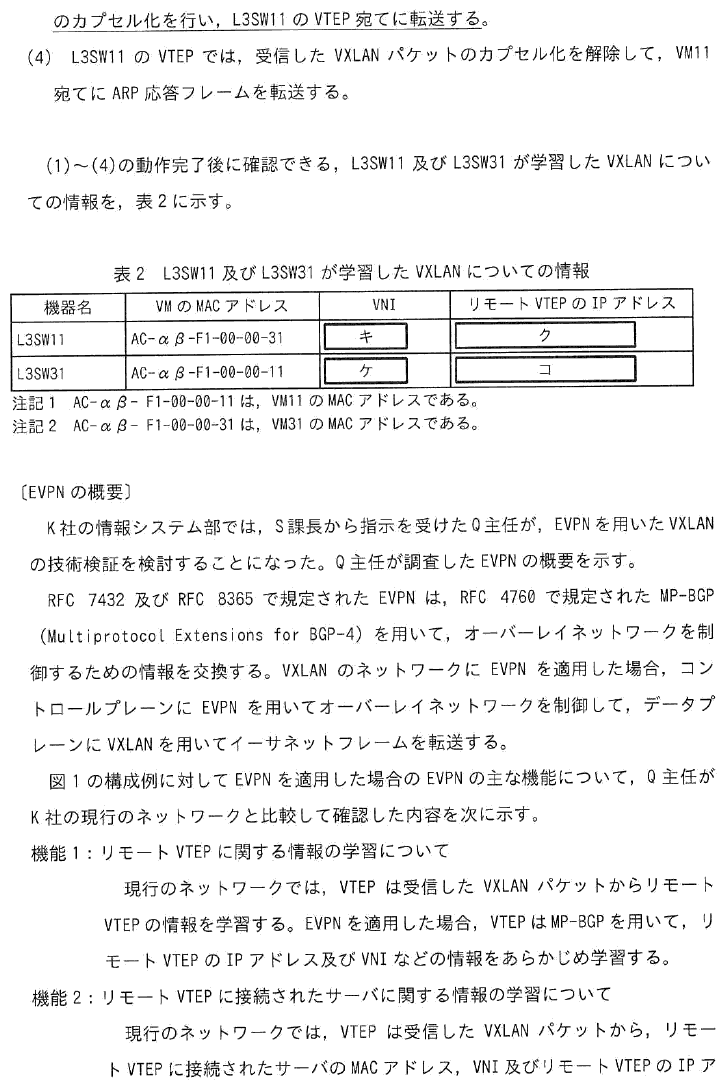 のカプセル化を行い，L3SW11 の VTEP 宛てに転送する。
(4) L3SW11 の VTEP では，受信した VXLAN パケットのカプセル化を解除して，VM11
宛てに ARP 応答フレームを転送する。
(1)～(4)の動作完了後に確認できる，L3SW11 及び L3SW31 が学習した VXLAN につい
ての情報を，表 2 に示す。
表 2 L3SW11 及び L3SW31 が学習した VXLAN についての情報
機器名 VM の MAC アドレス VNI リモート VTEP の IP アドレス
L3SW11 AC-αβ-F1-00-00-31 キ ク
L3SW31 AC-αβ-F1-00-00-11 ケ コ
注記 1 AC-αβ- F1-00-00-11 は，VM11 の MAC アドレスである。
注記 2 AC-αβ- F1-00-00-31 は，VM31 の MAC アドレスである。
〔EVPN の概要〕
K 社の情報システム部では，S 課長から指示を受けた Q 主任が，EVPN を用いた VXLAN
の技術検証を検討することになった。Q 主任が調査した EVPN の概要を示す。
RFC 7432 及び RFC 8365 で規定された EVPN は，RFC 4760 で規定された MP-BGP
（Multiprotocol Extensions for BGP-4）を用いて，オーバーレイネットワークを制
御するための情報を交換する。VXLAN のネットワークに EVPN を適用した場合，コン
トロールプレーンに EVPN を用いてオーバーレイネットワークを制御して，データプ
レーンに VXLAN を用いてイーサネットフレームを転送する。
図 1 の構成例に対して EVPN を適用した場合の EVPN の主な機能について，Q 主任が
K 社の現行のネットワークと比較して確認した内容を次に示す。
機能 1：リモート VTEP に関する情報の学習について
現行のネットワークでは，VTEP は受信した VXLAN パケットからリモート
VTEP の情報を学習する。EVPN を適用した場合，VTEP は MP-BGP を用いて，リ
モート VTEP の IP アドレス及び VNI などの情報をあらかじめ学習する。
機能 2：リモート VTEP に接続されたサーバに関する情報の学習について
現行のネットワークでは，VTEP は受信した VXLAN パケットから，リモー
ト VTEP に接続されたサーバの MAC アドレス，VNI 及びリモート VTEP の IP ア